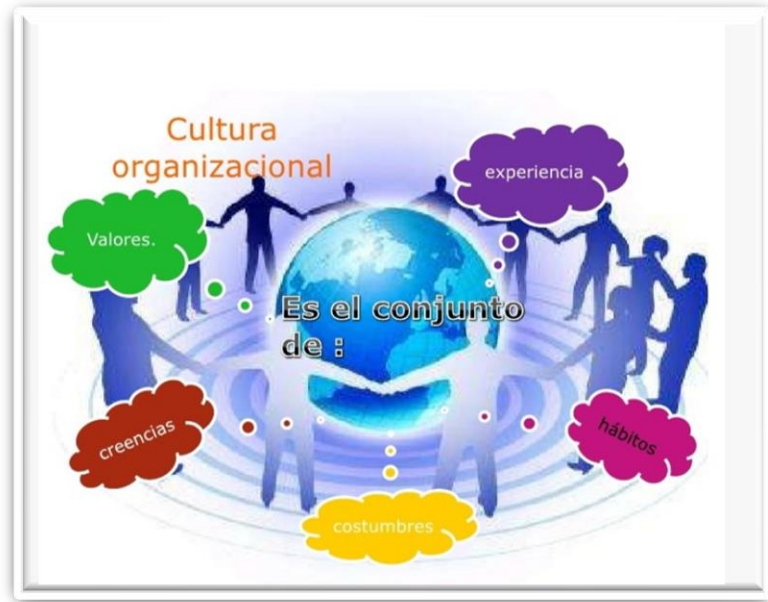 Cultura
organizacional
experiencia
Valores.
Es el conjunto
de :
creencias
hábitos
costumbres